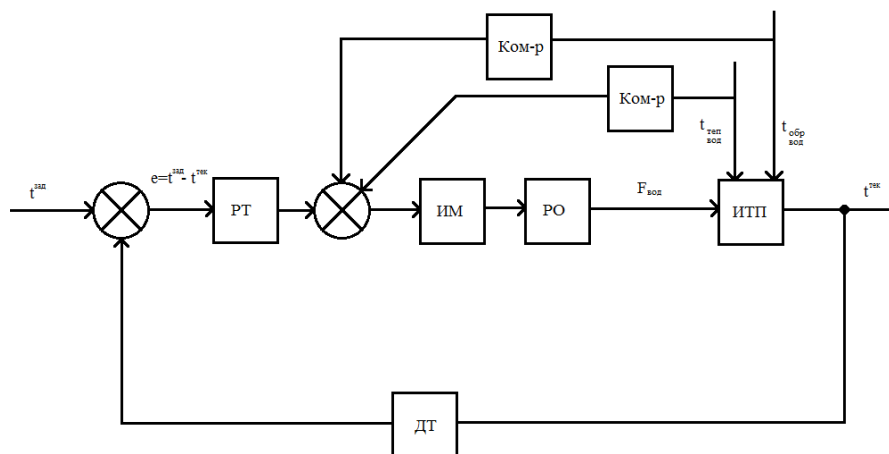 Ком-р
Ком-р
t теп вод
t обр вод
t зад
e=t зад - t тек
F вод
t тек
РТ
ИМ
РО
ИТП
ДТ